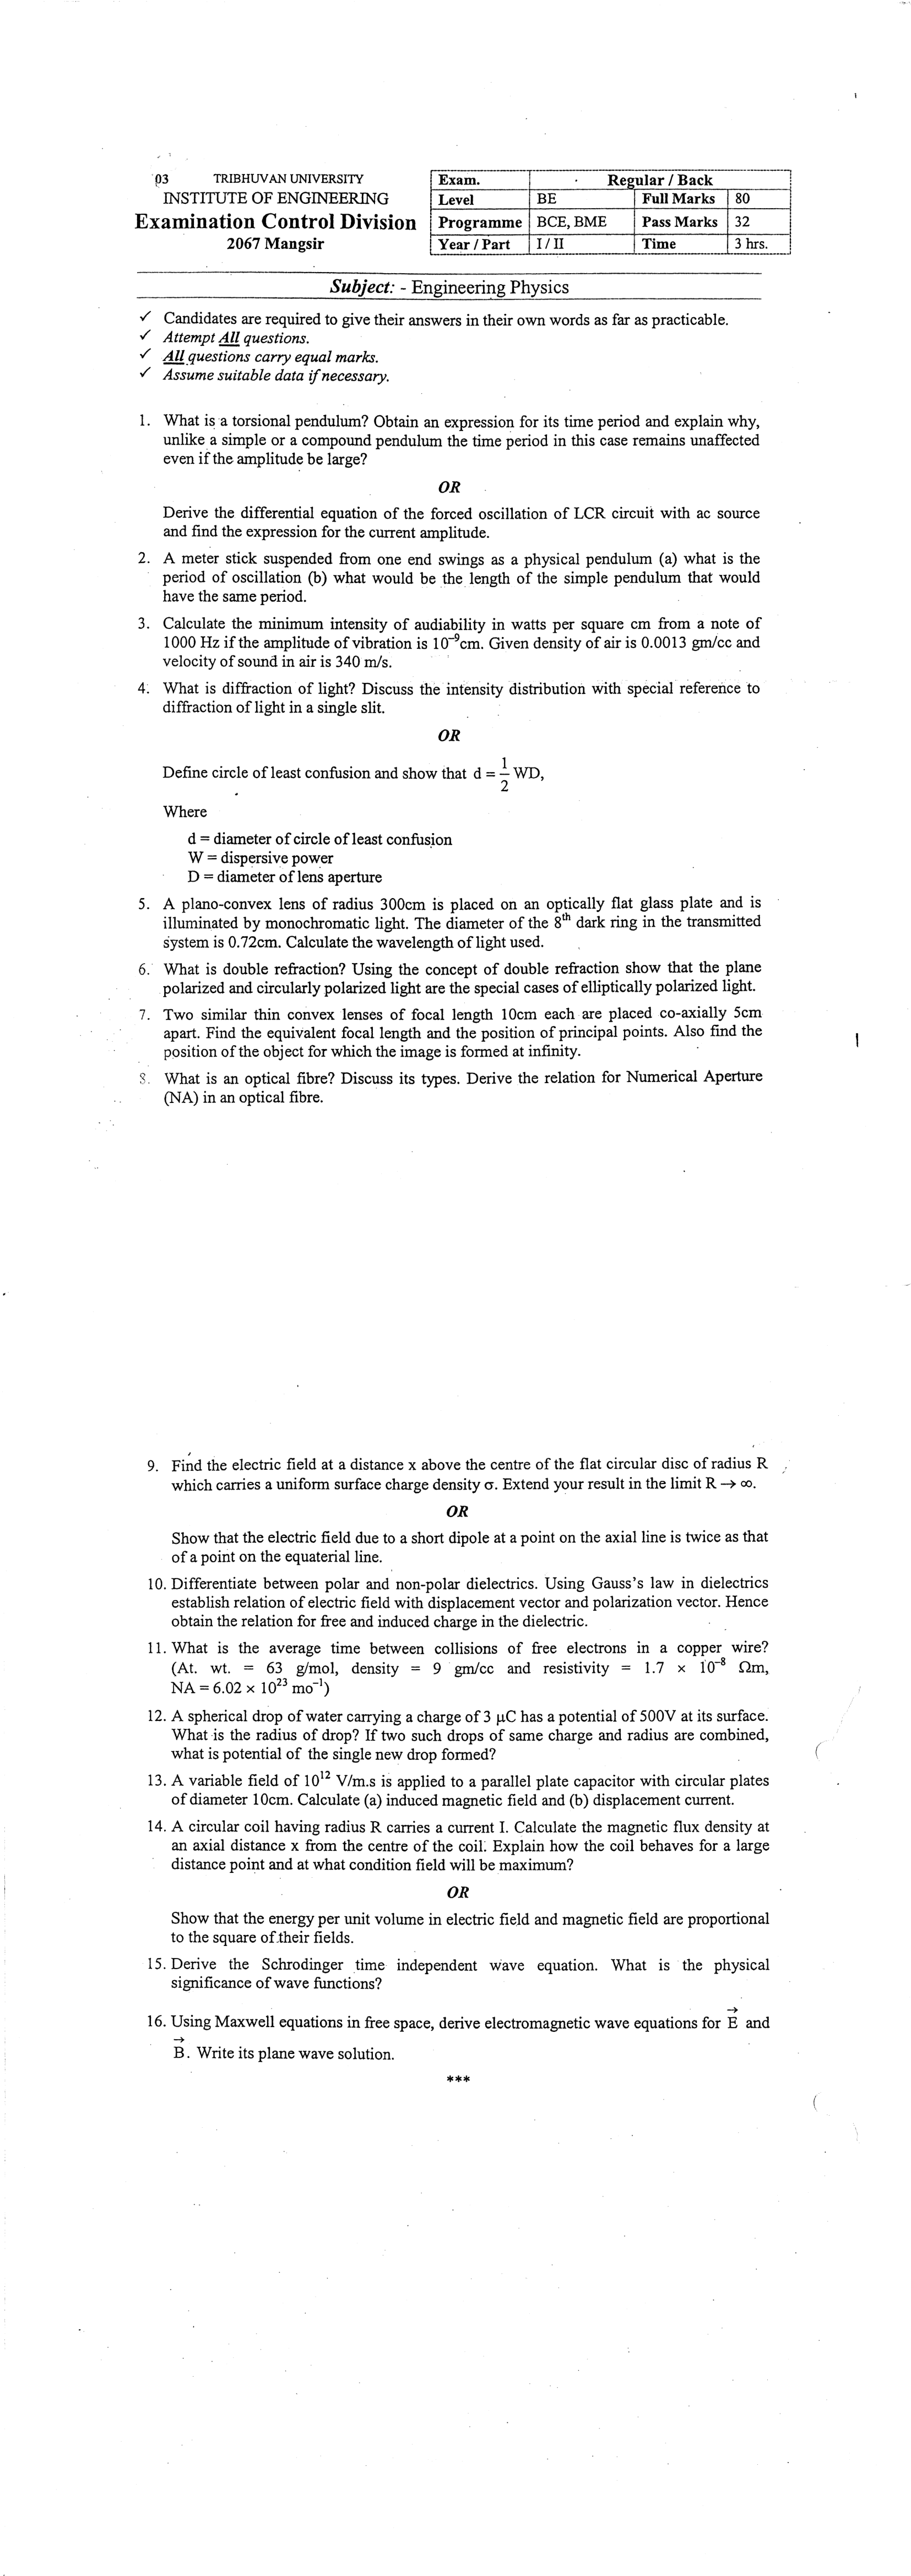 03 TRIBHUVAN UNIVERSITY
INSTITUTE OF ENGINEERING
Examination Control Division
2067 Mangsir
Exam. Regular / Back
Level BE Full Marks 80
Programme BCE, BME Pass Marks 32
Year / Part I / II Time 3 hrs.
Subject: - Engineering Physics
✓ Candidates are required to give their answers in their own words as far as practicable.
✓ Attempt All questions.
✓ All questions carry equal marks.
✓ Assume suitable data if necessary.
1. What is a torsional pendulum? Obtain an expression for its time period and explain why,
unlike a simple or a compound pendulum the time period in this case remains unaffected
even if the amplitude be large?
OR
Derive the differential equation of the forced oscillation of LCR circuit with ac source
and find the expression for the current amplitude.
2. A meter stick suspended from one end swings as a physical pendulum (a) what is the
period of oscillation (b) what would be the length of the simple pendulum that would
have the same period.
3. Calculate the minimum intensity of audiability in watts per square cm from a note of
1000 Hz if the amplitude of vibration is 10⁻⁹cm. Given density of air is 0.0013 gm/cc and
velocity of sound in air is 340 m/s.
4. What is diffraction of light? Discuss the intensity distribution with special reference to
diffraction of light in a single slit.
OR
Define circle of least confusion and show that d = 1/2 WD,
Where
d = diameter of circle of least confusion
W = dispersive power
D = diameter of lens aperture
5. A plano-convex lens of radius 300cm is placed on an optically flat glass plate and is
illuminated by monochromatic light. The diameter of the 8th dark ring in the transmitted
system is 0.72cm. Calculate the wavelength of light used.
6. What is double refraction? Using the concept of double refraction show that the plane
polarized and circularly polarized light are the special cases of elliptically polarized light.
7. Two similar thin convex lenses of focal length 10cm each are placed co-axially 5cm
apart. Find the equivalent focal length and the position of principal points. Also find the
position of the object for which the image is formed at infinity.
8. What is an optical fibre? Discuss its types. Derive the relation for Numerical Aperture
(NA) in an optical fibre.
9. Find the electric field at a distance x above the centre of the flat circular disc of radius R
which carries a uniform surface charge density σ. Extend your result in the limit R → ∞.
OR
Show that the electric field due to a short dipole at a point on the axial line is twice as that
of a point on the equaterial line.
10. Differentiate between polar and non-polar dielectrics. Using Gauss's law in dielectrics
establish relation of electric field with displacement vector and polarization vector. Hence
obtain the relation for free and induced charge in the dielectric.
11. What is the average time between collisions of free electrons in a copper wire?
(At. wt. = 63 g/mol, density = 9 gm/cc and resistivity = 1.7 × 10⁻⁸ Ωm,
NA = 6.02 × 10²³ mo⁻¹)
12. A spherical drop of water carrying a charge of 3 μC has a potential of 500V at its surface.
What is the radius of drop? If two such drops of same charge and radius are combined,
what is potential of the single new drop formed?
13. A variable field of 10¹² V/m.s is applied to a parallel plate capacitor with circular plates
of diameter 10cm. Calculate (a) induced magnetic field and (b) displacement current.
14. A circular coil having radius R carries a current I. Calculate the magnetic flux density at
an axial distance x from the centre of the coil. Explain how the coil behaves for a large
distance point and at what condition field will be maximum?
OR
Show that the energy per unit volume in electric field and magnetic field are proportional
to the square of their fields.
15. Derive the Schrodinger time independent wave equation. What is the physical
significance of wave functions?
16. Using Maxwell equations in free space, derive electromagnetic wave equations for E⃗ and
B⃗. Write its plane wave solution.
***